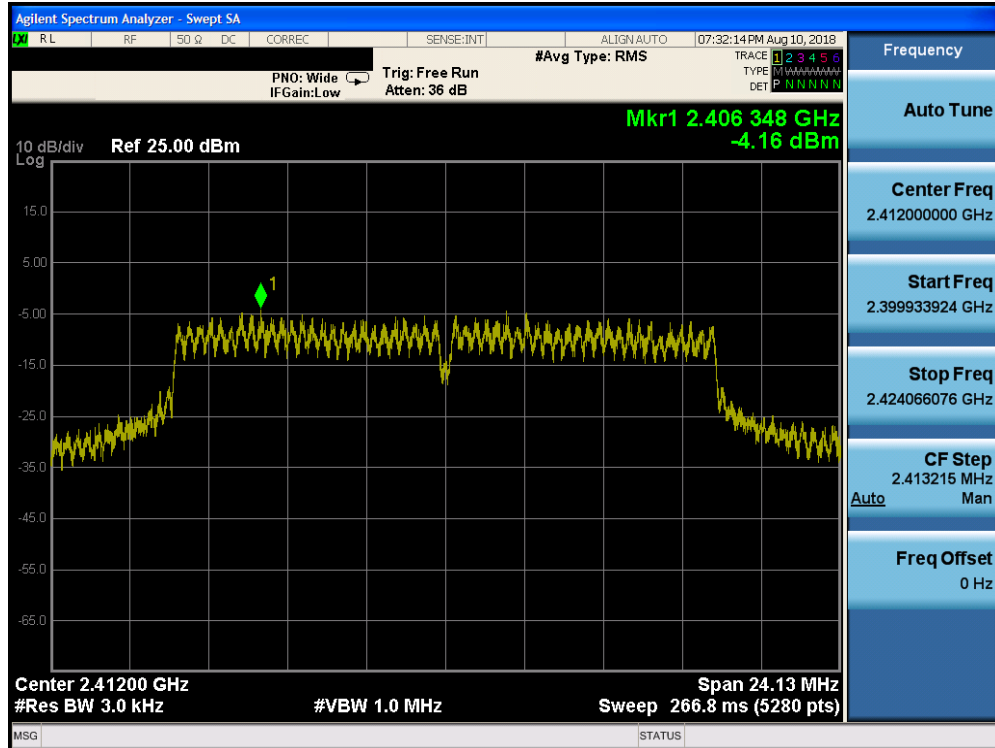 Agilent Spectrum Analyzer - Swept SA
LXI RL RF 50 Ω DC CORREC SENSE:INT ALIGNAUTO 07:32:14 PM Aug 10, 2018
Frequency
#Avg Type: RMS
TRACE 1 2 3 4 5 6
PNO: Wide Trig: Free Run
TYPE M WWWWW
IFGain:Low Atten: 36 dB
DET P N N N N N
Auto Tune
Mkr1 2.406 348 GHz
-4.16 dBm
10 dB/div Ref 25.00 dBm
Log
Center Freq
2.412000000 GHz
15.0
5.00
Start Freq
2.399933924 GHz
1
-5.00
-15.0
Stop Freq
2.424066076 GHz
-25.0
-35.0
CF Step
2.413215 MHz
Auto Man
-45.0
-55.0
Freq Offset
0 Hz
-65.0
Center 2.41200 GHz Span 24.13 MHz
#Res BW 3.0 kHz #VBW 1.0 MHz Sweep 266.8 ms (5280 pts)
MSG STATUS